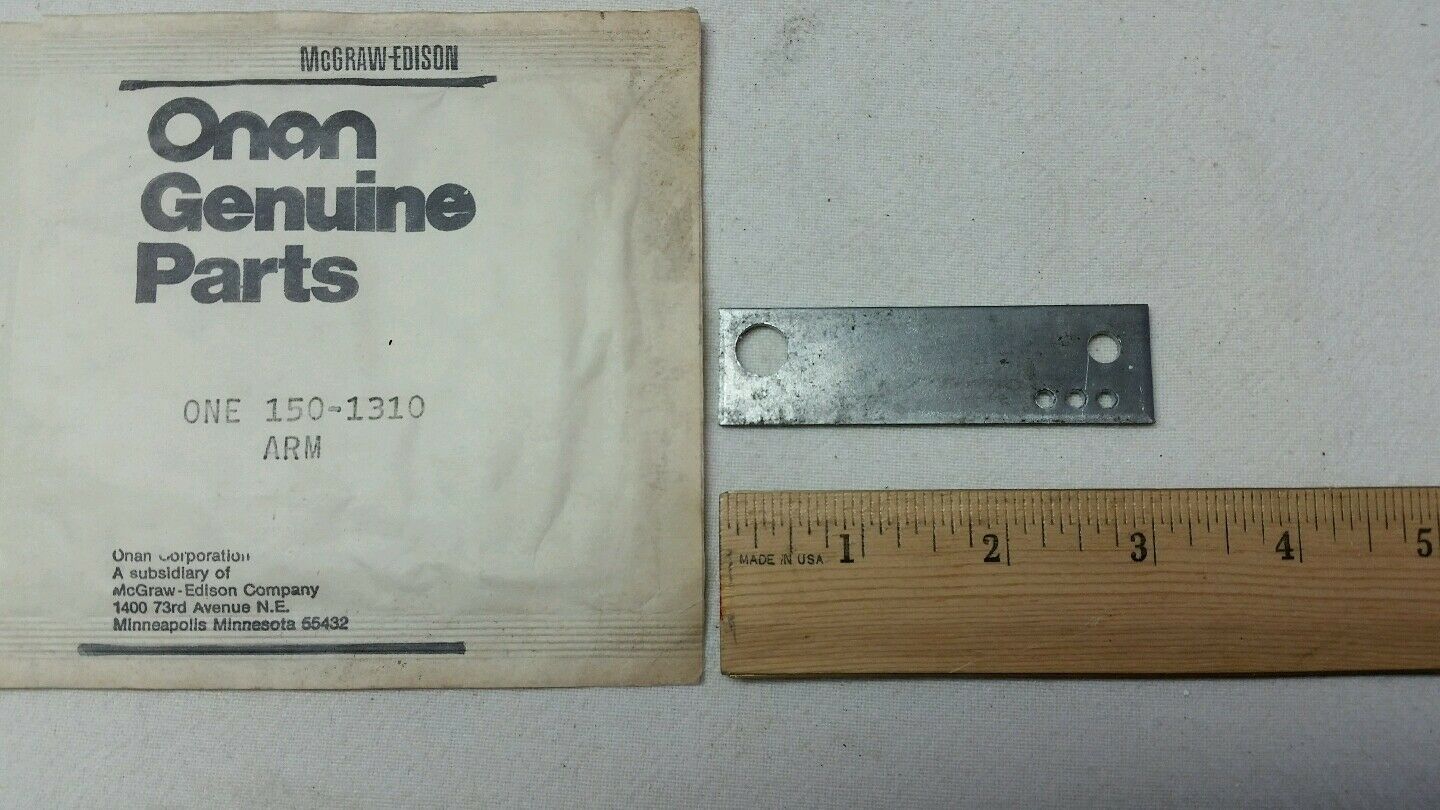 McGRAW-EDISON
Onan
Genuine
Parts
ONE 150-1310
ARM
Onan Corporation
A subsidiary of
McGraw-Edison Company
1400 73rd Avenue N.E.
Minneapolis Minnesota 55432
MADE IN USA
1 2 3 4 5